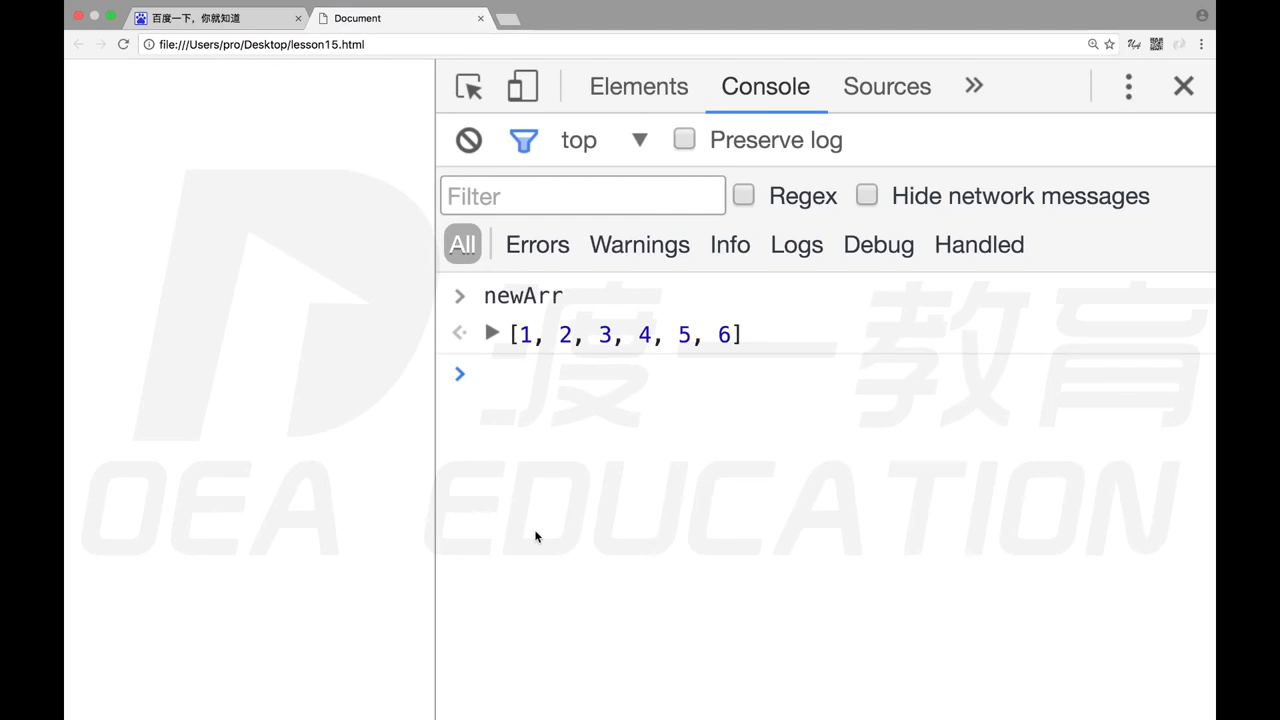 百度一下，你就知道
Document
file:///Users/pro/Desktop/lesson15.html
Elements Console Sources »
top Preserve log
Filter Regex Hide network messages
All Errors Warnings Info Logs Debug Handled
> newArr
[1, 2, 3, 4, 5, 6]
>
渡一教育
OEA EDUCATION